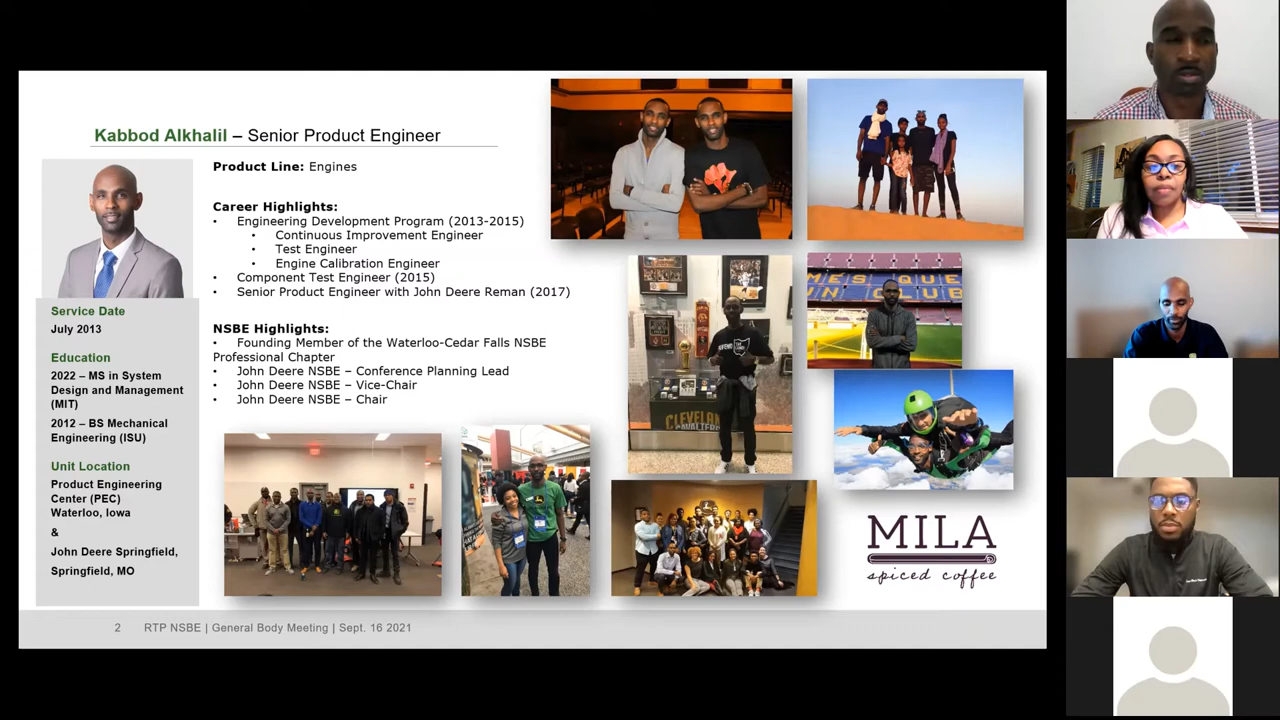 Kabbod Alkhalil – Senior Product Engineer
Service Date
July 2013
Education
2022 – MS in System
Design and Management
(MIT)
2012 – BS Mechanical
Engineering (ISU)
Unit Location
Product Engineering
Center (PEC)
Waterloo, Iowa
&
John Deere Springfield,
Springfield, MO
Product Line: Engines
Career Highlights:
• Engineering Development Program (2013-2015)
• Continuous Improvement Engineer
• Test Engineer
• Engine Calibration Engineer
• Component Test Engineer (2015)
• Senior Product Engineer with John Deere Reman (2017)
NSBE Highlights:
• Founding Member of the Waterloo-Cedar Falls NSBE
Professional Chapter
• John Deere NSBE – Conference Planning Lead
• John Deere NSBE – Vice-Chair
• John Deere NSBE – Chair
CLEVELAND
CAVALIERS
MES QUE
UN CLUB
MILA
spiced coffee
2 RTP NSBE | General Body Meeting | Sept. 16 2021